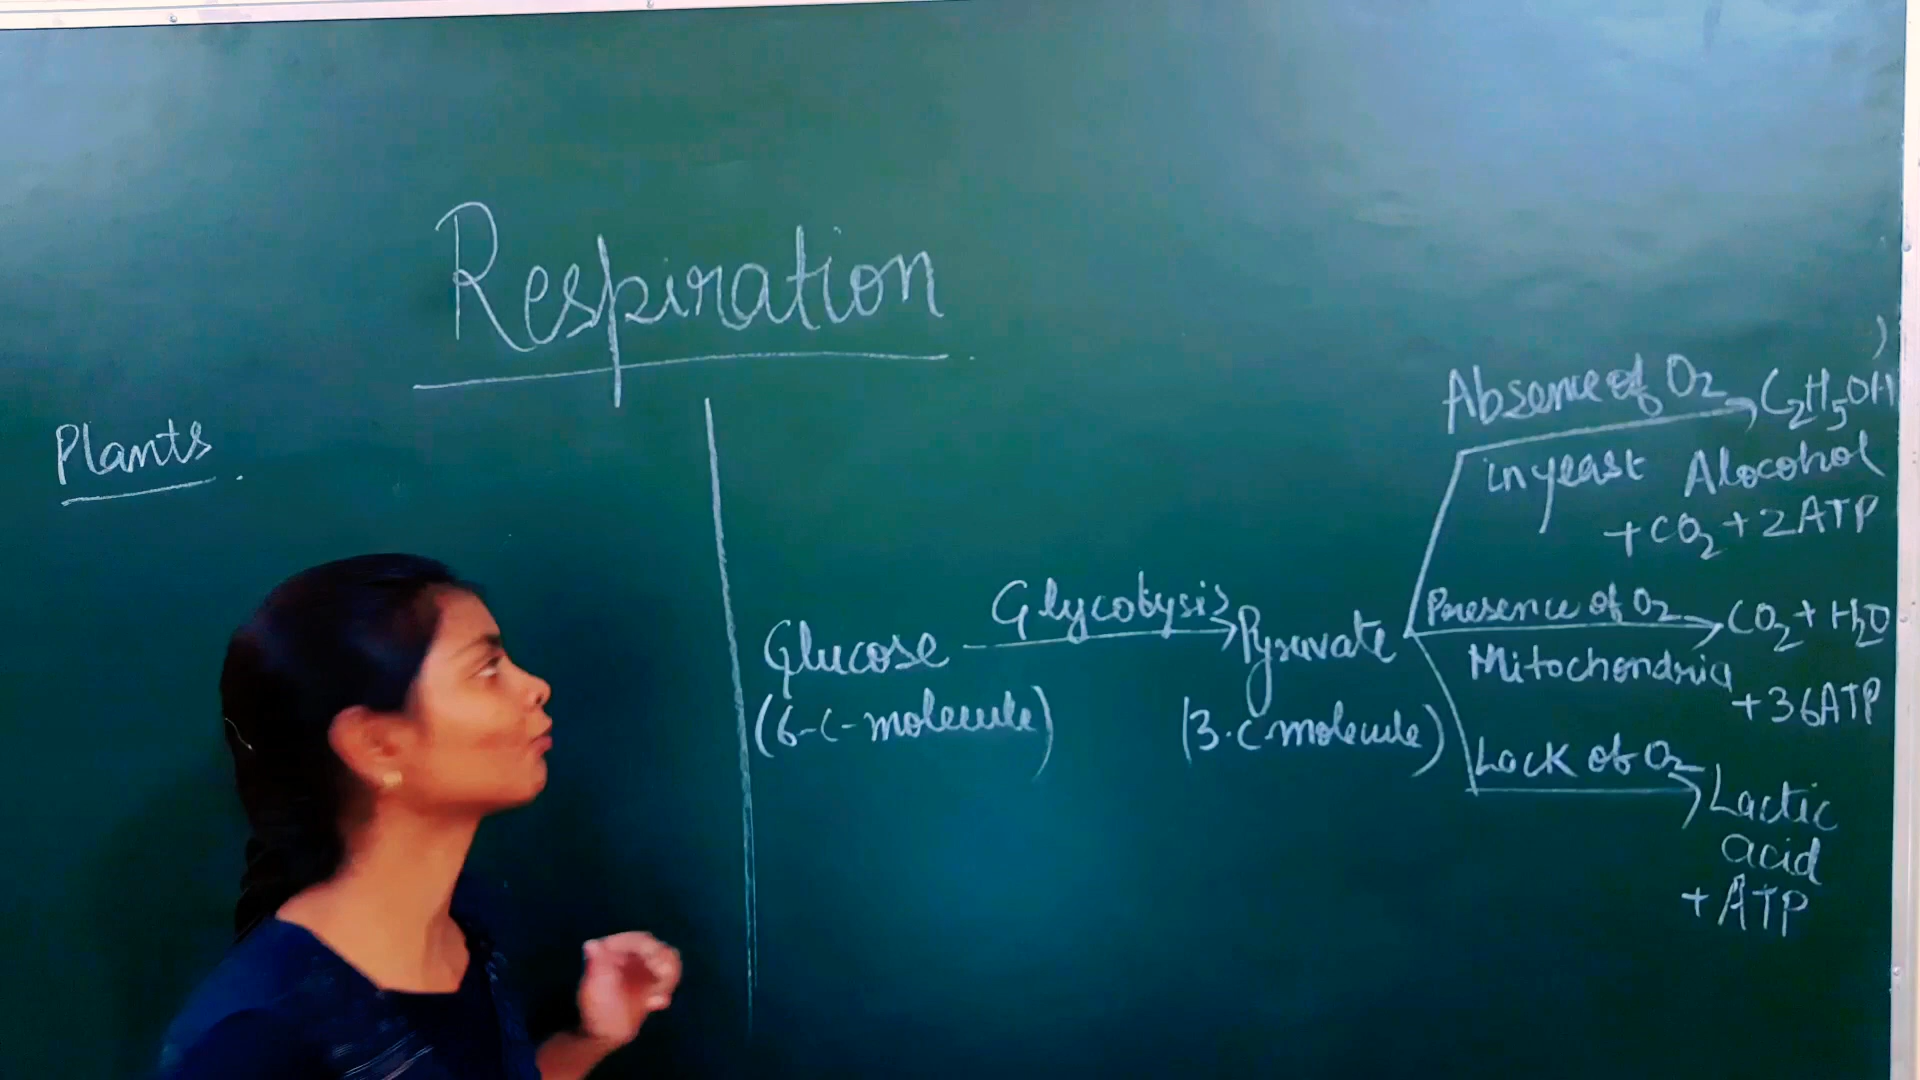 Respiration
Plants
Glucose
(6-C-molecule)
Glycolysis
Pyruvate
(3.C molecule)
Absence of O2
in yeast
C2H5OH
Alocohol
+CO2+2ATP
Presence of O2
Mitochondria
CO2+H2O
+36ATP
Lack of O2
Lactic
acid
+ATP